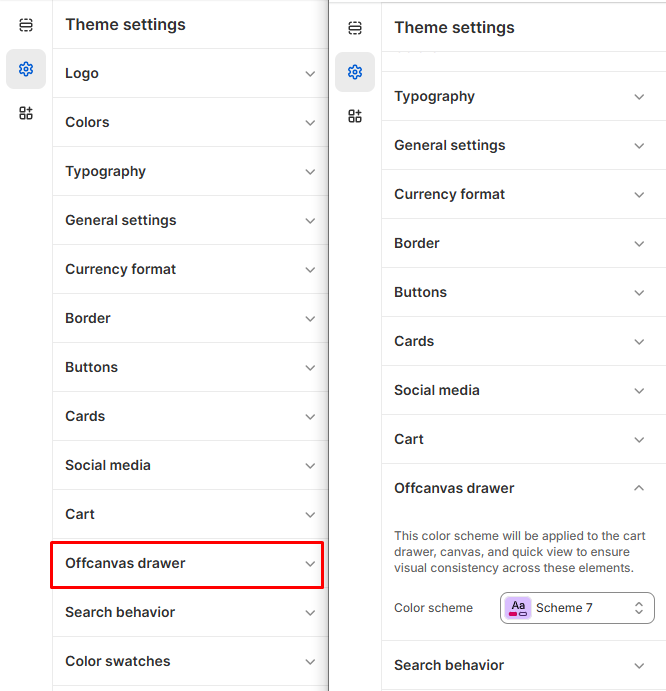 Theme settings
Logo
Colors
Typography
General settings
Currency format
Border
Buttons
Cards
Social media
Cart
Offcanvas drawer
Search behavior
Color swatches
Theme settings
Typography
General settings
Currency format
Border
Buttons
Cards
Social media
Cart
Offcanvas drawer
This color scheme will be applied to the cart
drawer, canvas, and quick view to ensure
visual consistency across these elements.
Color scheme
Aa
Scheme 7
Search behavior